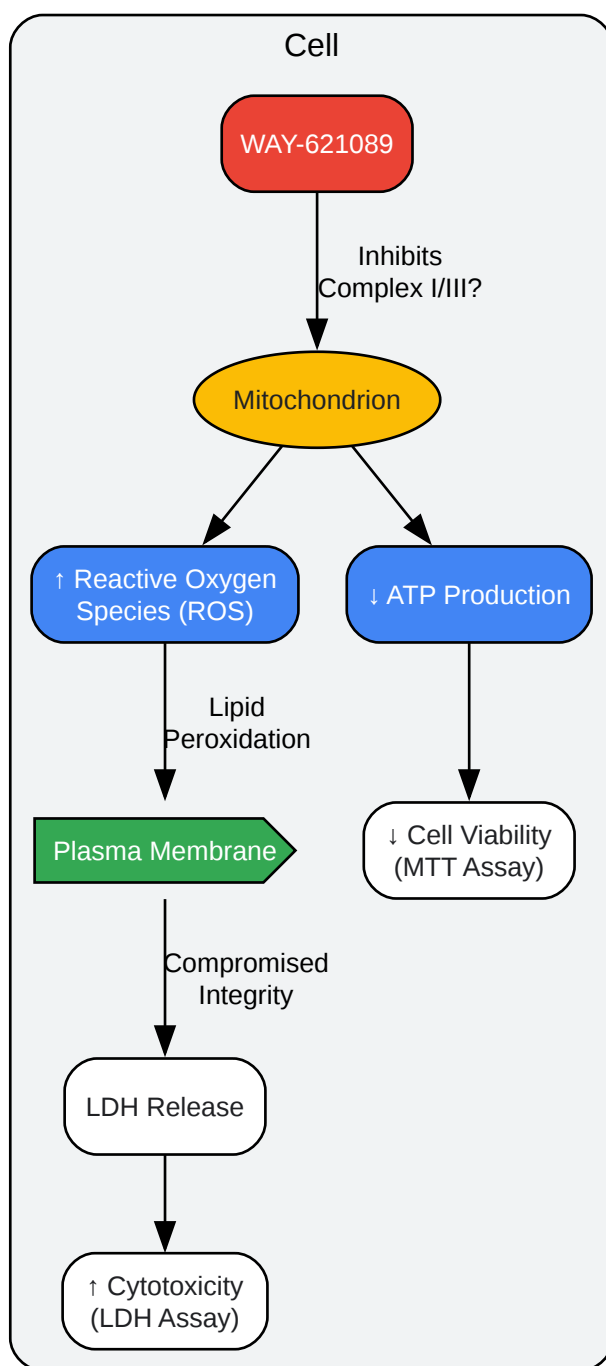 Cell
WAY-621089
Inhibits
Complex I/III?
Mitochondrion
↑ Reactive Oxygen
Species (ROS)
↓ ATP Production
Lipid
Peroxidation
Plasma Membrane
↓ Cell Viability
(MTT Assay)
Compromised
Integrity
LDH Release
↑ Cytotoxicity
(LDH Assay)